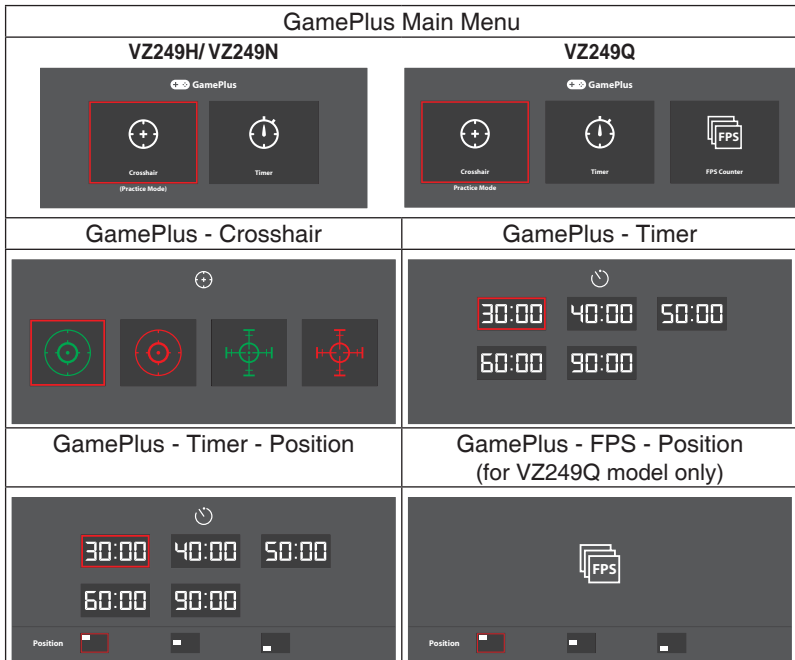 GamePlus Main Menu
VZ249H/ VZ249N
VZ249Q
GamePlus
GamePlus
FPS
Crosshair
Timer
Crosshair
Timer
FPS Counter
(Practice Mode)
Practice Mode
GamePlus - Crosshair
GamePlus - Timer
30:00 40:00 50:00
60:00 90:00
GamePlus - Timer - Position
GamePlus - FPS - Position
(for VZ249Q model only)
30:00 40:00 50:00
60:00 90:00
FPS
Position
Position